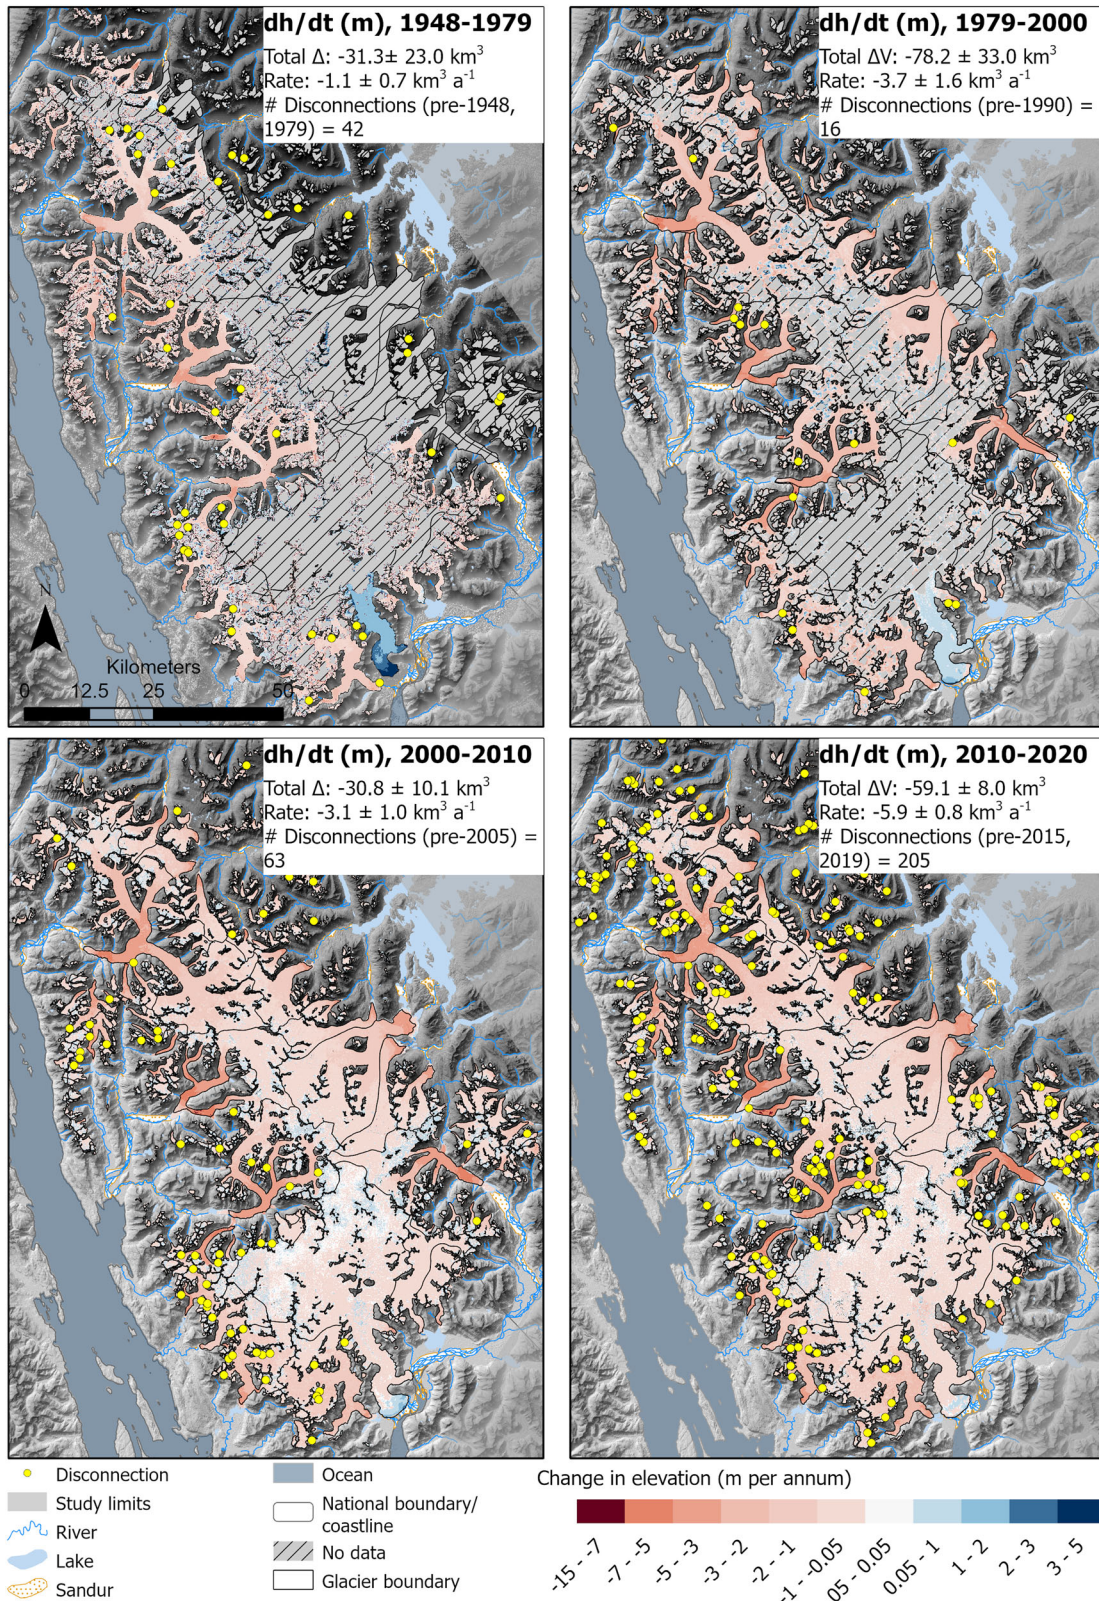 dh/dt (m), 1948-1979
Total Δ: -31.3± 23.0 km³
Rate: -1.1 ± 0.7 km³ a⁻¹
# Disconnections (pre-1948,
1979) = 42
N
Kilometers
0 12.5 25 50
dh/dt (m), 1979-2000
Total ΔV: -78.2 ± 33.0 km³
Rate: -3.7 ± 1.6 km³ a⁻¹
# Disconnections (pre-1990) =
16
dh/dt (m), 2000-2010
Total Δ: -30.8 ± 10.1 km³
Rate: -3.1 ± 1.0 km³ a⁻¹
# Disconnections (pre-2005) =
63
dh/dt (m), 2010-2020
Total ΔV: -59.1 ± 8.0 km³
Rate: -5.9 ± 0.8 km³ a⁻¹
# Disconnections (pre-2015,
2019) = 205
Disconnection
Study limits
River
Lake
Sandur
Ocean
National boundary/
coastline
No data
Glacier boundary
Change in elevation (m per annum)
-15 - -7
-7 - -5
-5 - -3
-3 - -2
-2 - -1
-1 - -0.05
05 - 0.05
0.05 - 1
1 - 2
2 - 3
3 - 5